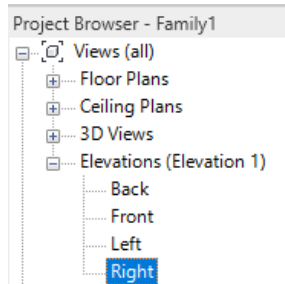 Project Browser - Family1
Views (all)
Floor Plans
Ceiling Plans
3D Views
Elevations (Elevation 1)
Back
Front
Left
Right